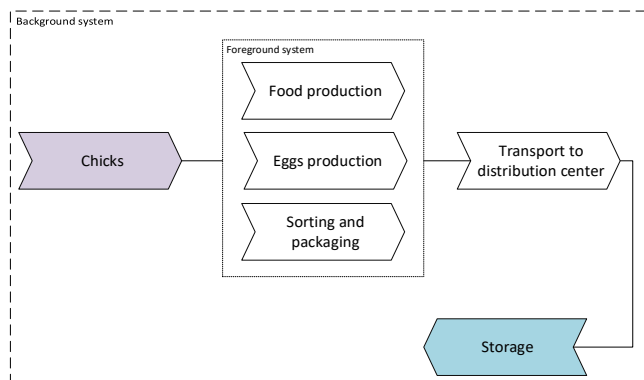 Background system
Foreground system
Food production
Chicks
Eggs production
Transport to
distribution center
Sorting and
packaging
Storage